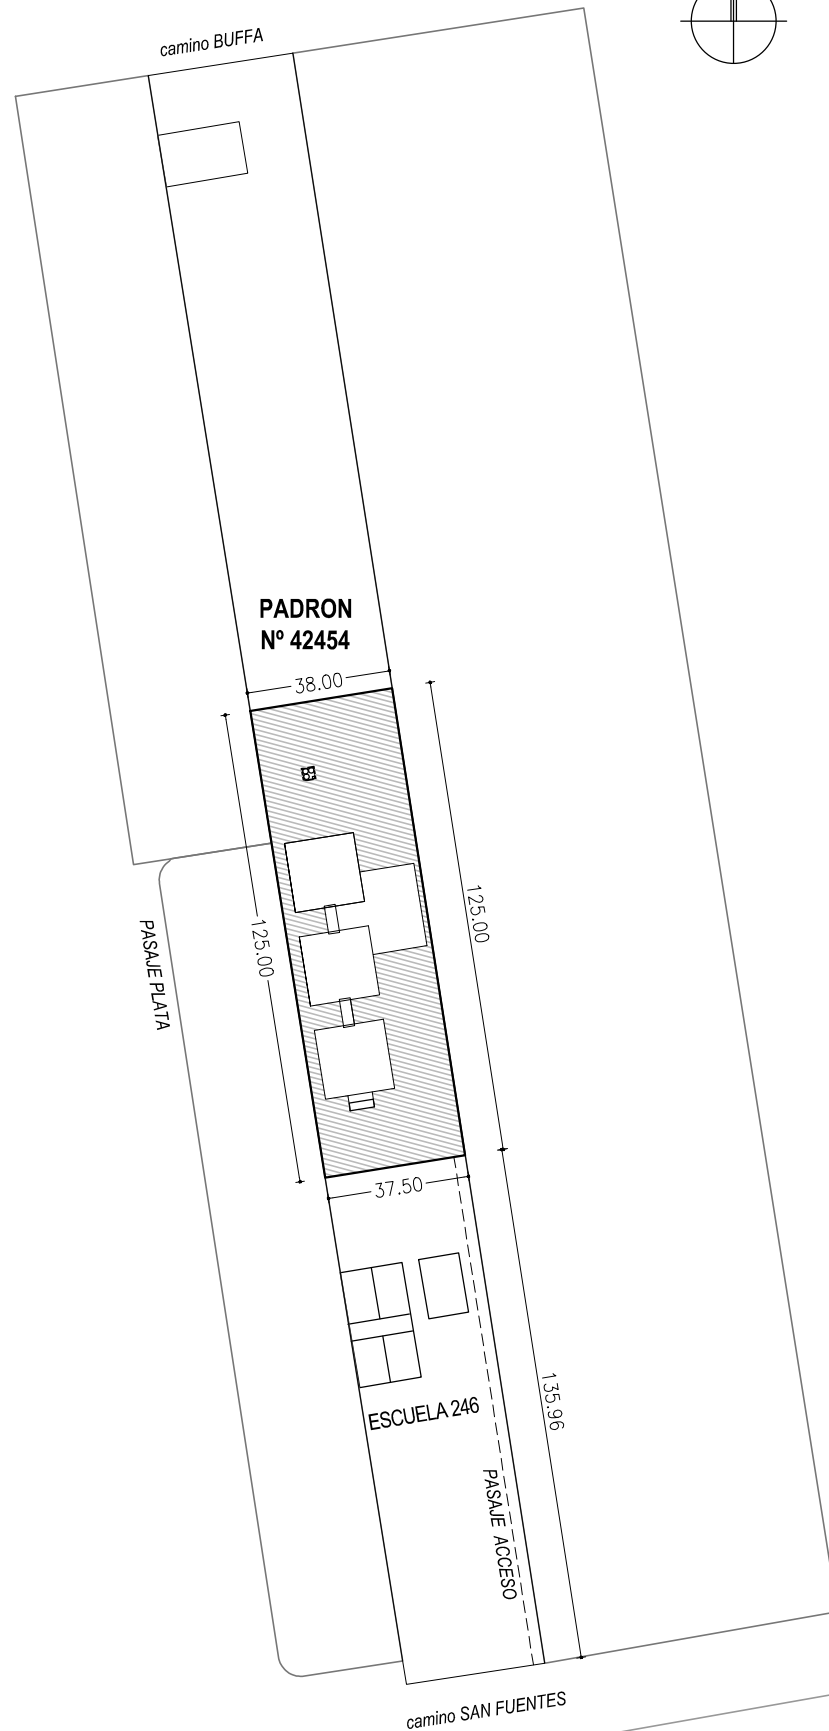 camino BUFFA
PADRON
Nº 42454
38.00
125.00
125.00
PASAJE PLATA
37.50
135.96
ESCUELA 246
PASAJE ACCESO
camino SAN FUENTES